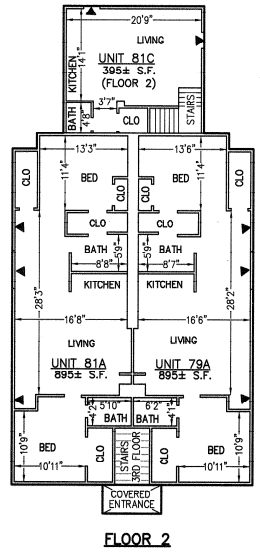 20'9"
LIVING
14'1"
KITCHEN
UNIT 81C
395± S.F.
(FLOOR 2)
3'7"
BATH
4'8"
CLO
STAIRS
13'3"
13'6"
CLO
11'4"
BED
CLO
CLO
BED
11'4"
CLO
CLO
CLO
BATH
5'9"
5'9"
BATH
8'8"
8'7"
KITCHEN
KITCHEN
28'3"
28'2"
16'8"
16'6"
LIVING
LIVING
UNIT 81A
895± S.F.
UNIT 79A
895± S.F.
4'2"
5'10"
6'2"
4'1"
BATH
BATH
10'9"
BED
CLO
STAIRS
3RD FLOOR
CLO
BED
10'9"
10'11"
10'11"
COVERED
ENTRANCE
FLOOR 2